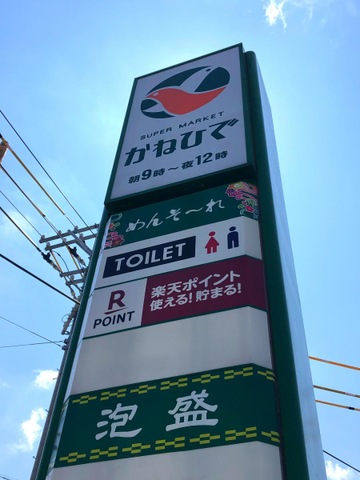 SUPER MARKET
かねひで
朝9時～夜12時
めんそ～れ
TOILET
R
POINT
楽天ポイント
使える!貯まる!
泡盛